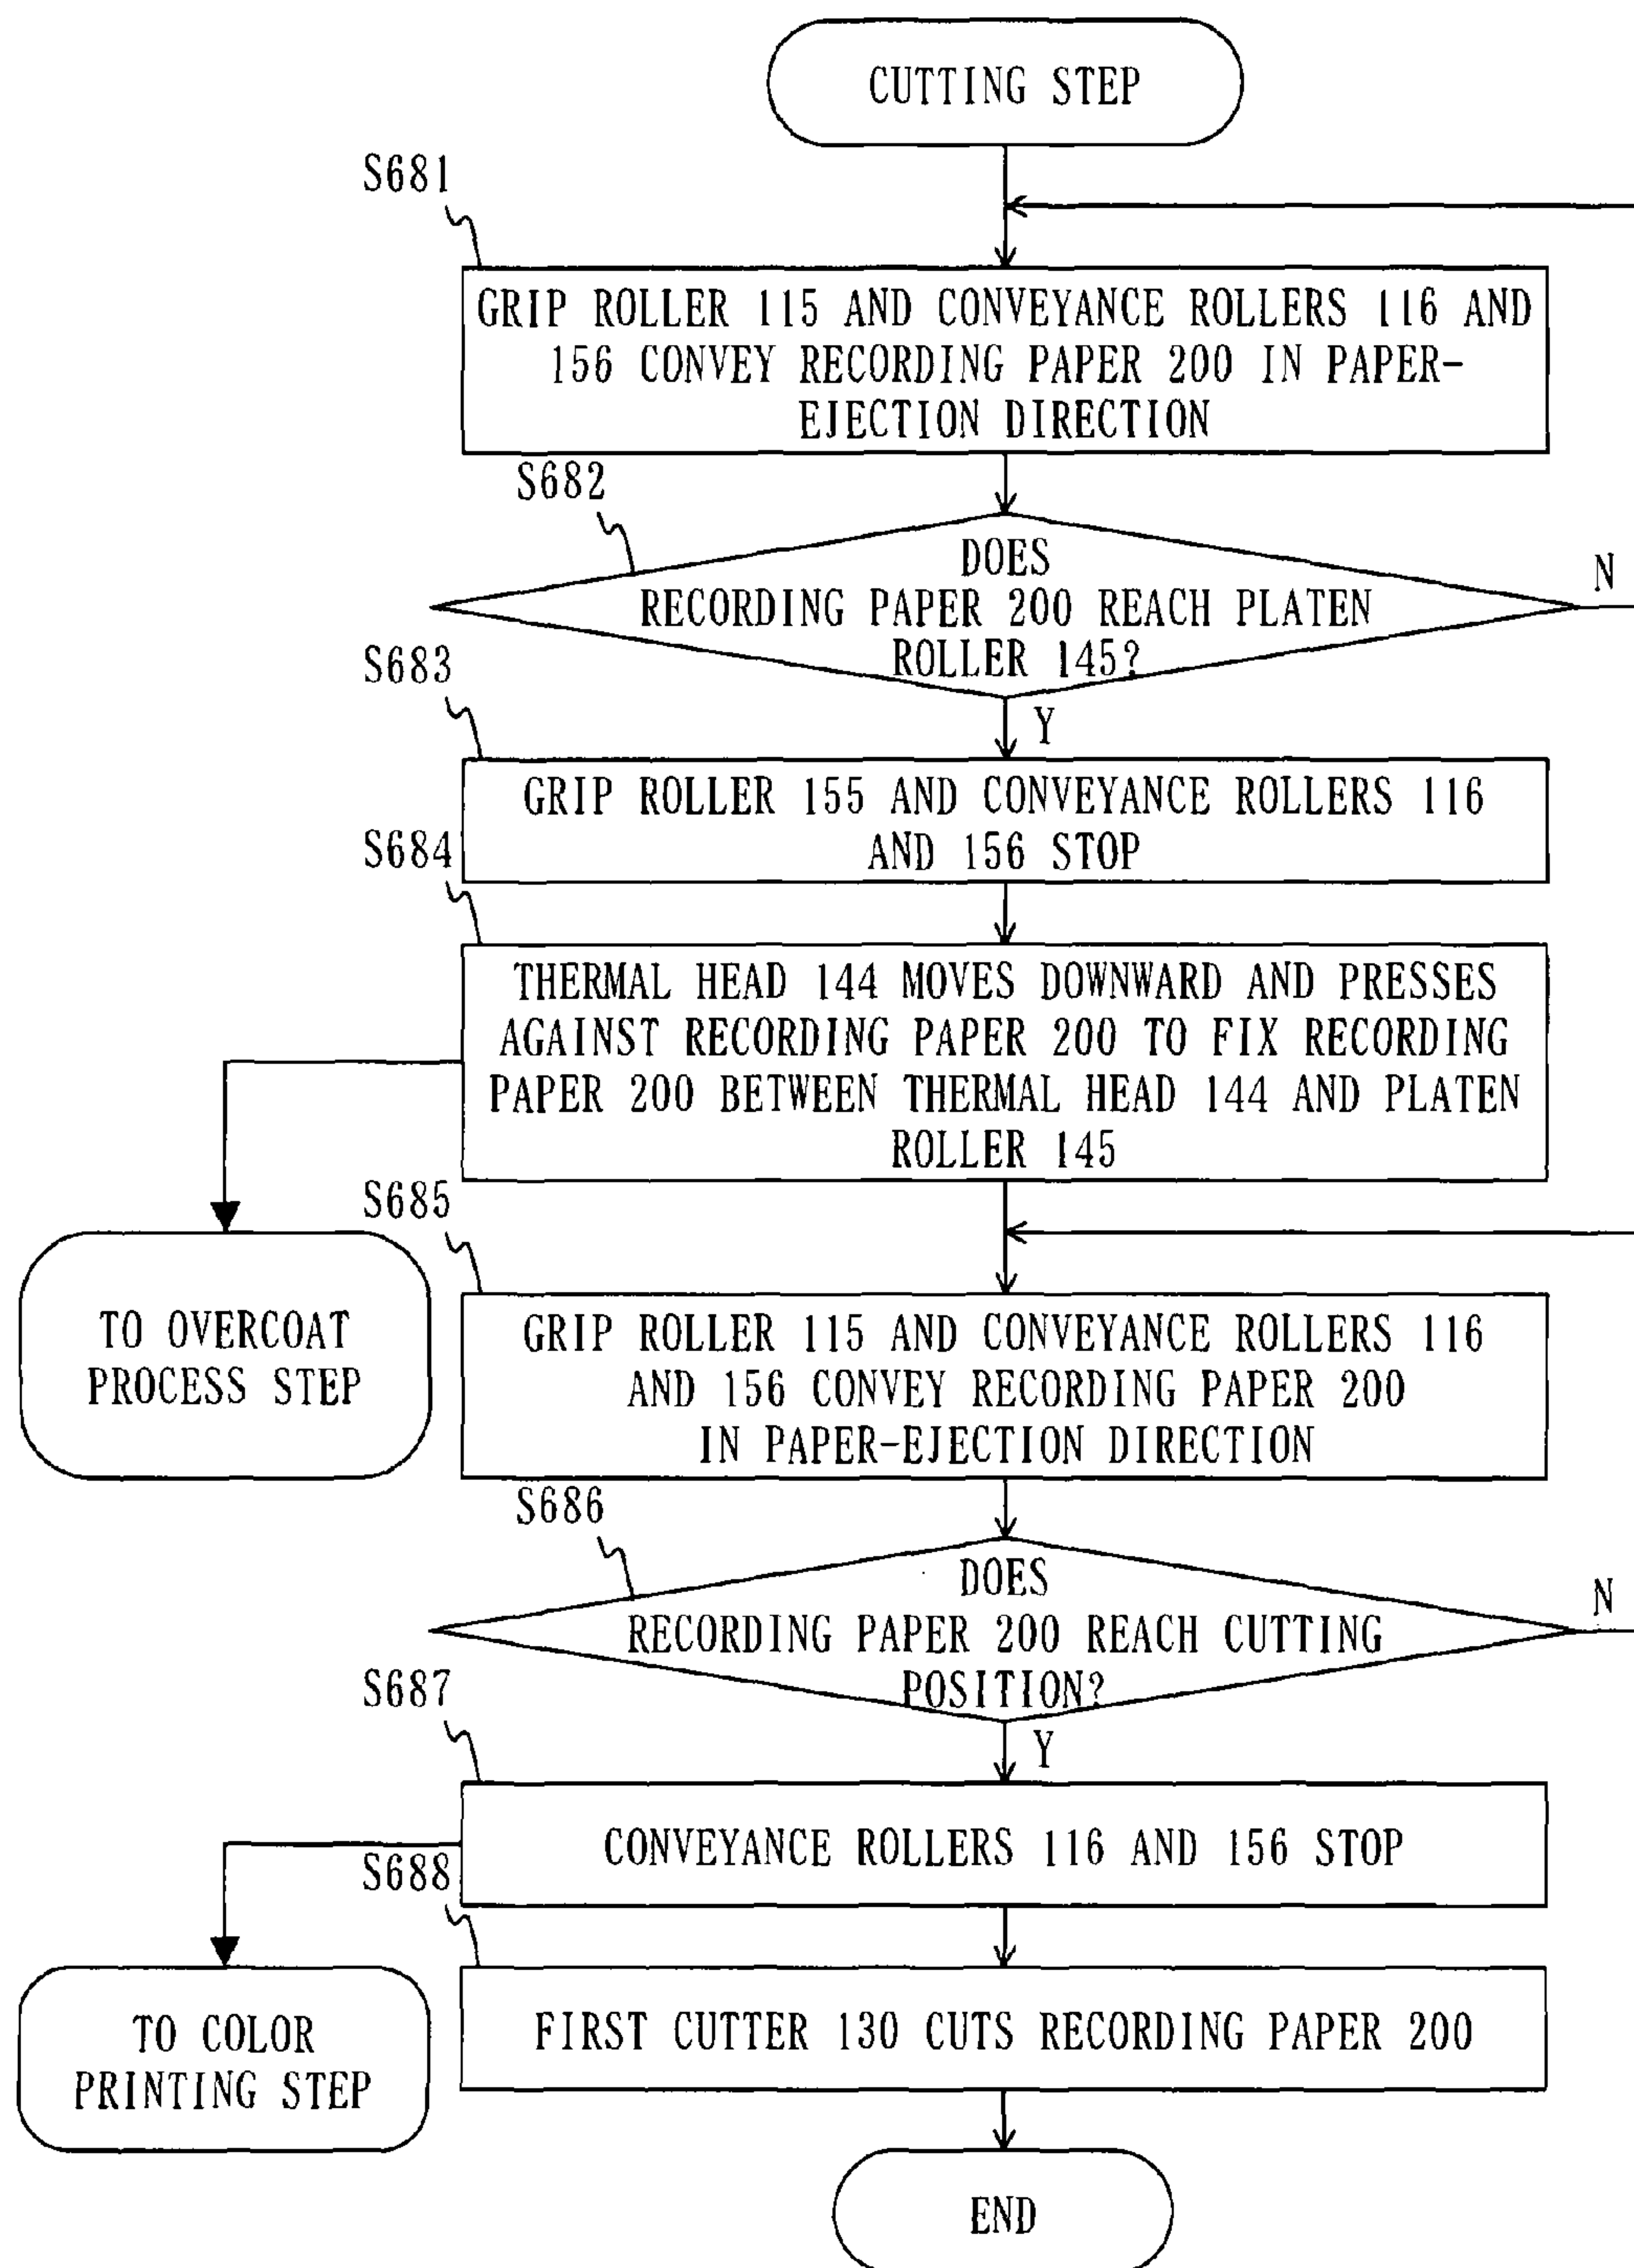 CUTTING STEP
S681
GRIP ROLLER 115 AND CONVEYANCE ROLLERS 116 AND
156 CONVEY RECORDING PAPER 200 IN PAPER-
EJECTION DIRECTION
S682
DOES
RECORDING PAPER 200 REACH PLATEN
ROLLER 145?
N
Y
S683
GRIP ROLLER 155 AND CONVEYANCE ROLLERS 116
AND 156 STOP
S684
THERMAL HEAD 144 MOVES DOWNWARD AND PRESSES
AGAINST RECORDING PAPER 200 TO FIX RECORDING
PAPER 200 BETWEEN THERMAL HEAD 144 AND PLATEN
ROLLER 145
TO OVERCOAT
PROCESS STEP
S685
GRIP ROLLER 115 AND CONVEYANCE ROLLERS 116
AND 156 CONVEY RECORDING PAPER 200
IN PAPER-EJECTION DIRECTION
S686
DOES
RECORDING PAPER 200 REACH CUTTING
POSITION?
N
Y
S687
CONVEYANCE ROLLERS 116 AND 156 STOP
TO COLOR
PRINTING STEP
S688
FIRST CUTTER 130 CUTS RECORDING PAPER 200
END